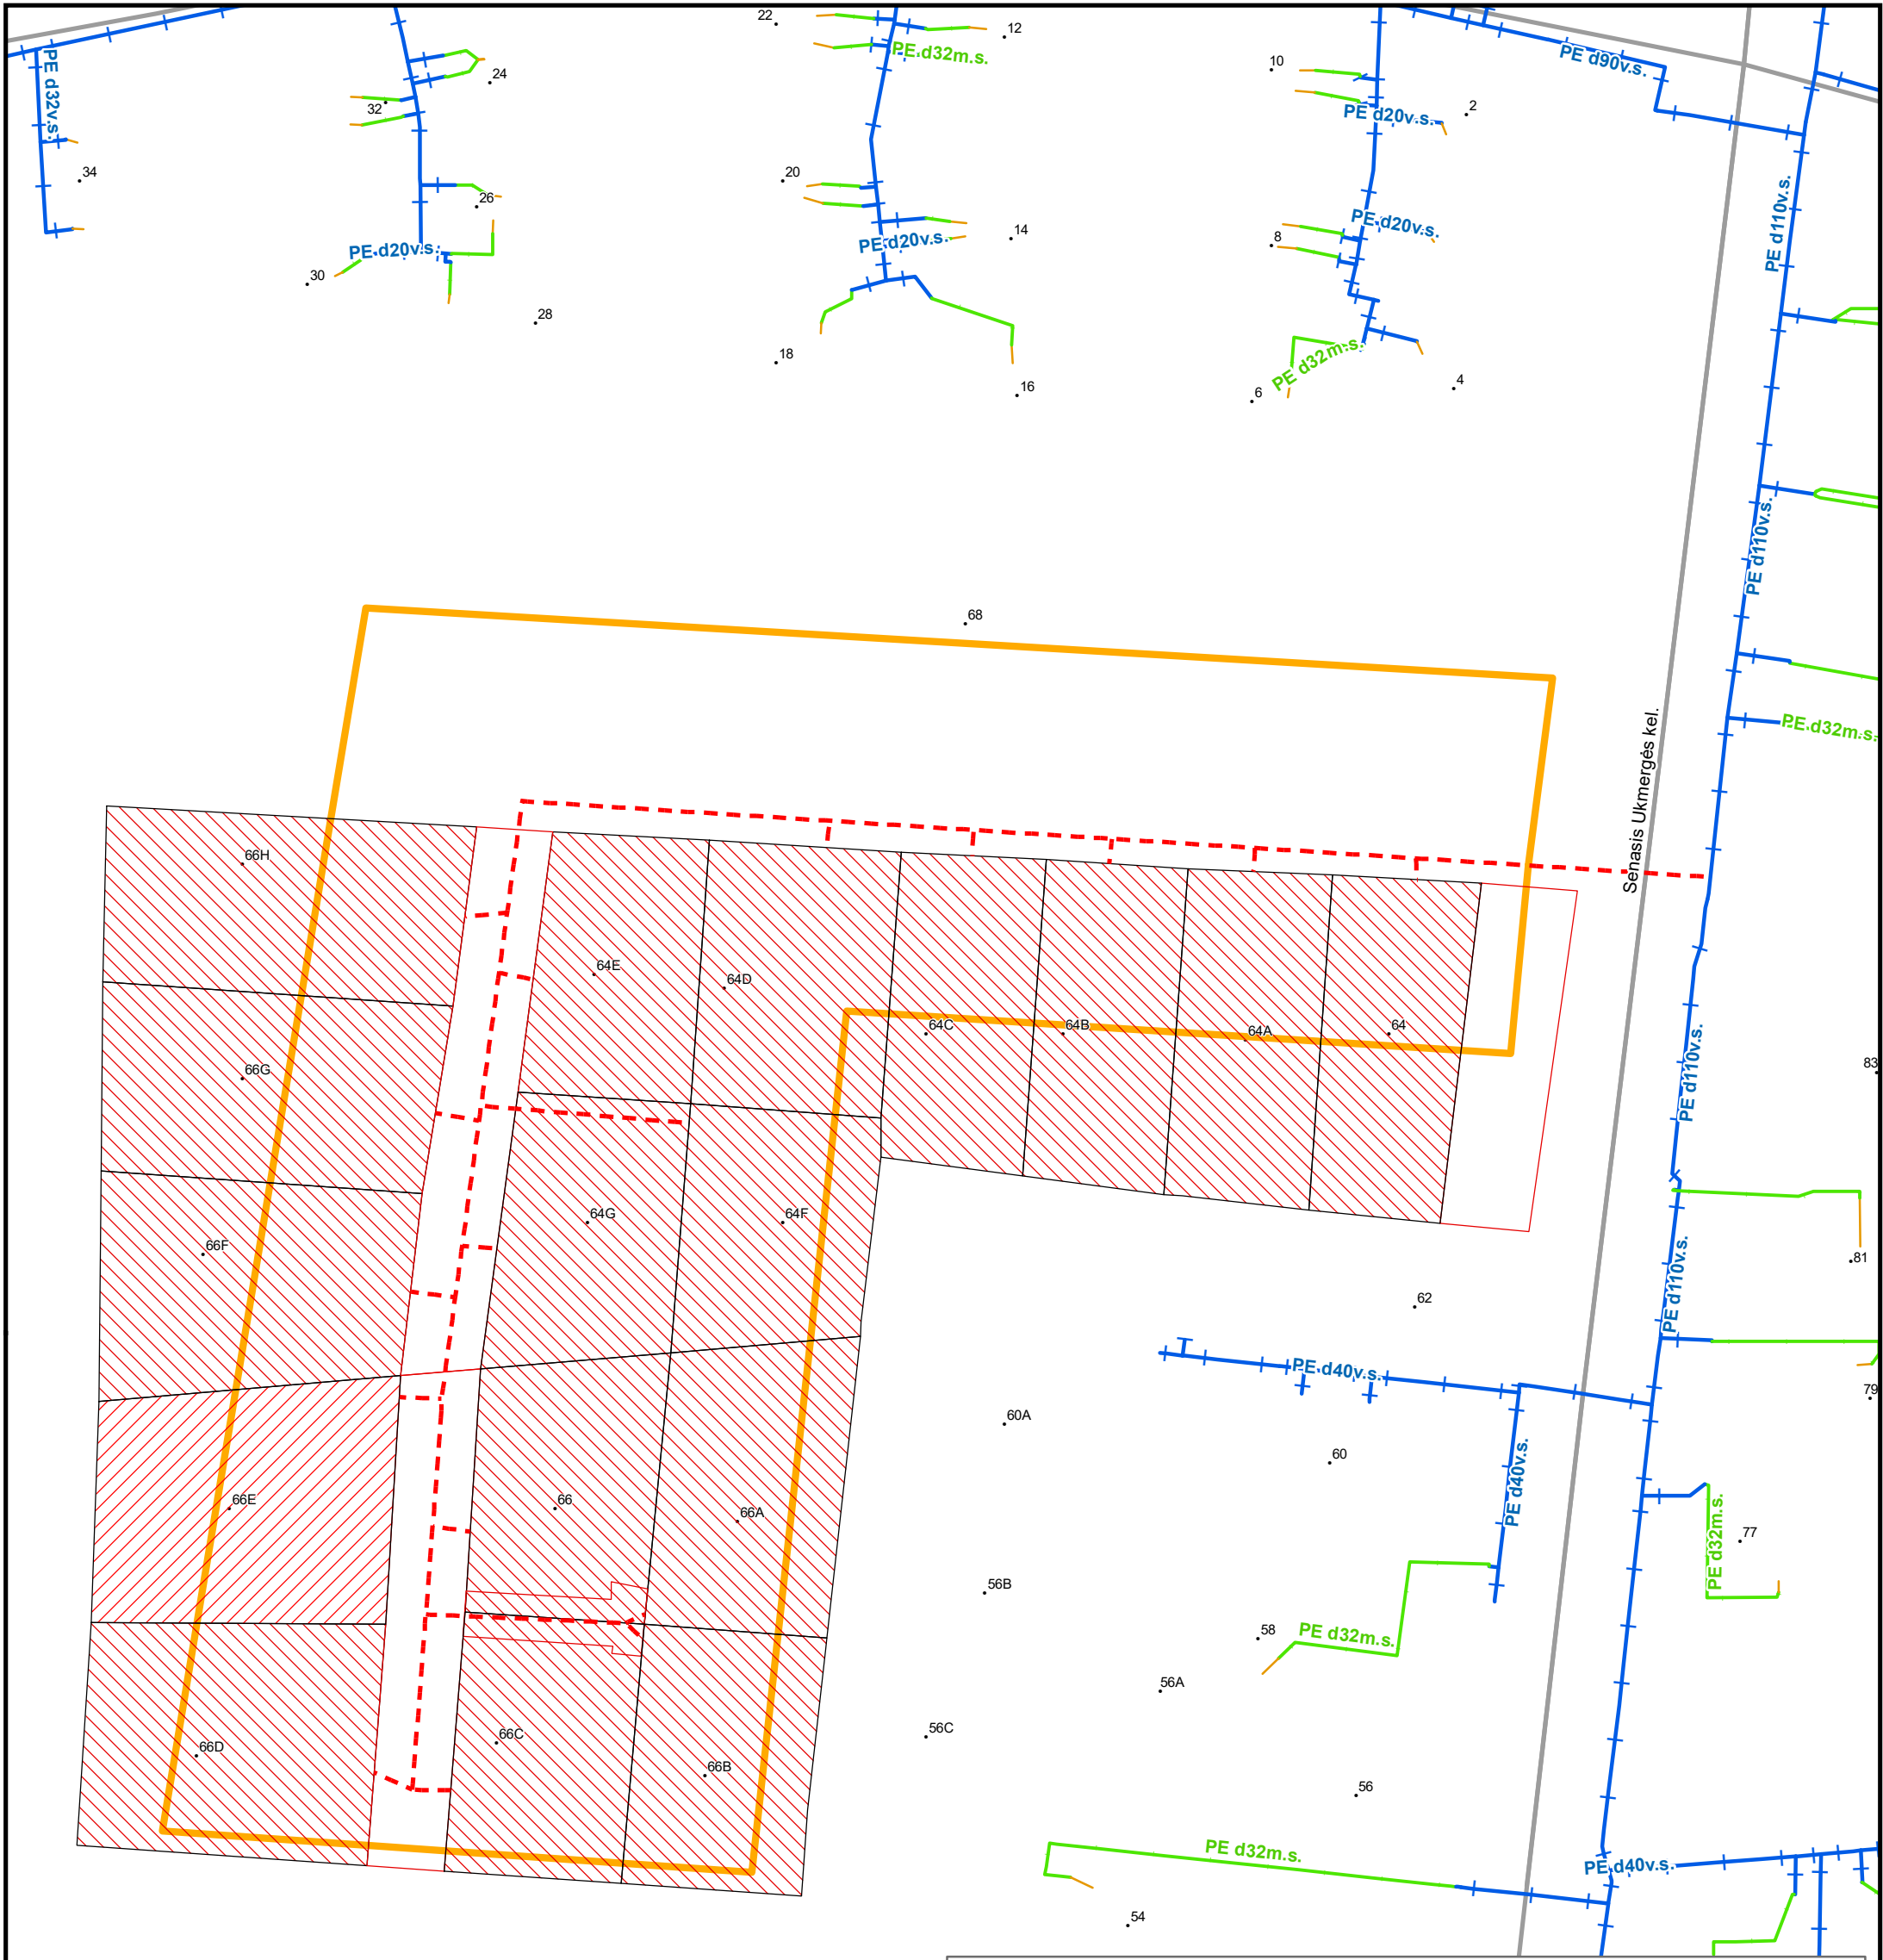 22
12
PE d32m.s.
PE d90v.s.
10
24
PE d32v.s.
32
2
PE d20v.s.
34
20
26
PE d110v.s.
PE d20v.s.
14
8
PE d20v.s.
PE d20v.s.
30
28
18
PE d32m.s.
4
6
16
PE d110v.s.
68
PE d32m.s.
Senasis Ukmergės kel.
66H
64E
64D
64C
64B
64A
64
66G
83
PE d110v.s.
64G
64F
66F
81
PE d110v.s.
62
PE d40v.s.
79
60A
60
PE d40v.s.
66E
66
66A
PE d32m.s.
77
56B
58
PE d32m.s.
56A
66D
66C
56C
66B
56
PE d32m.s.
PE d40v.s.
54